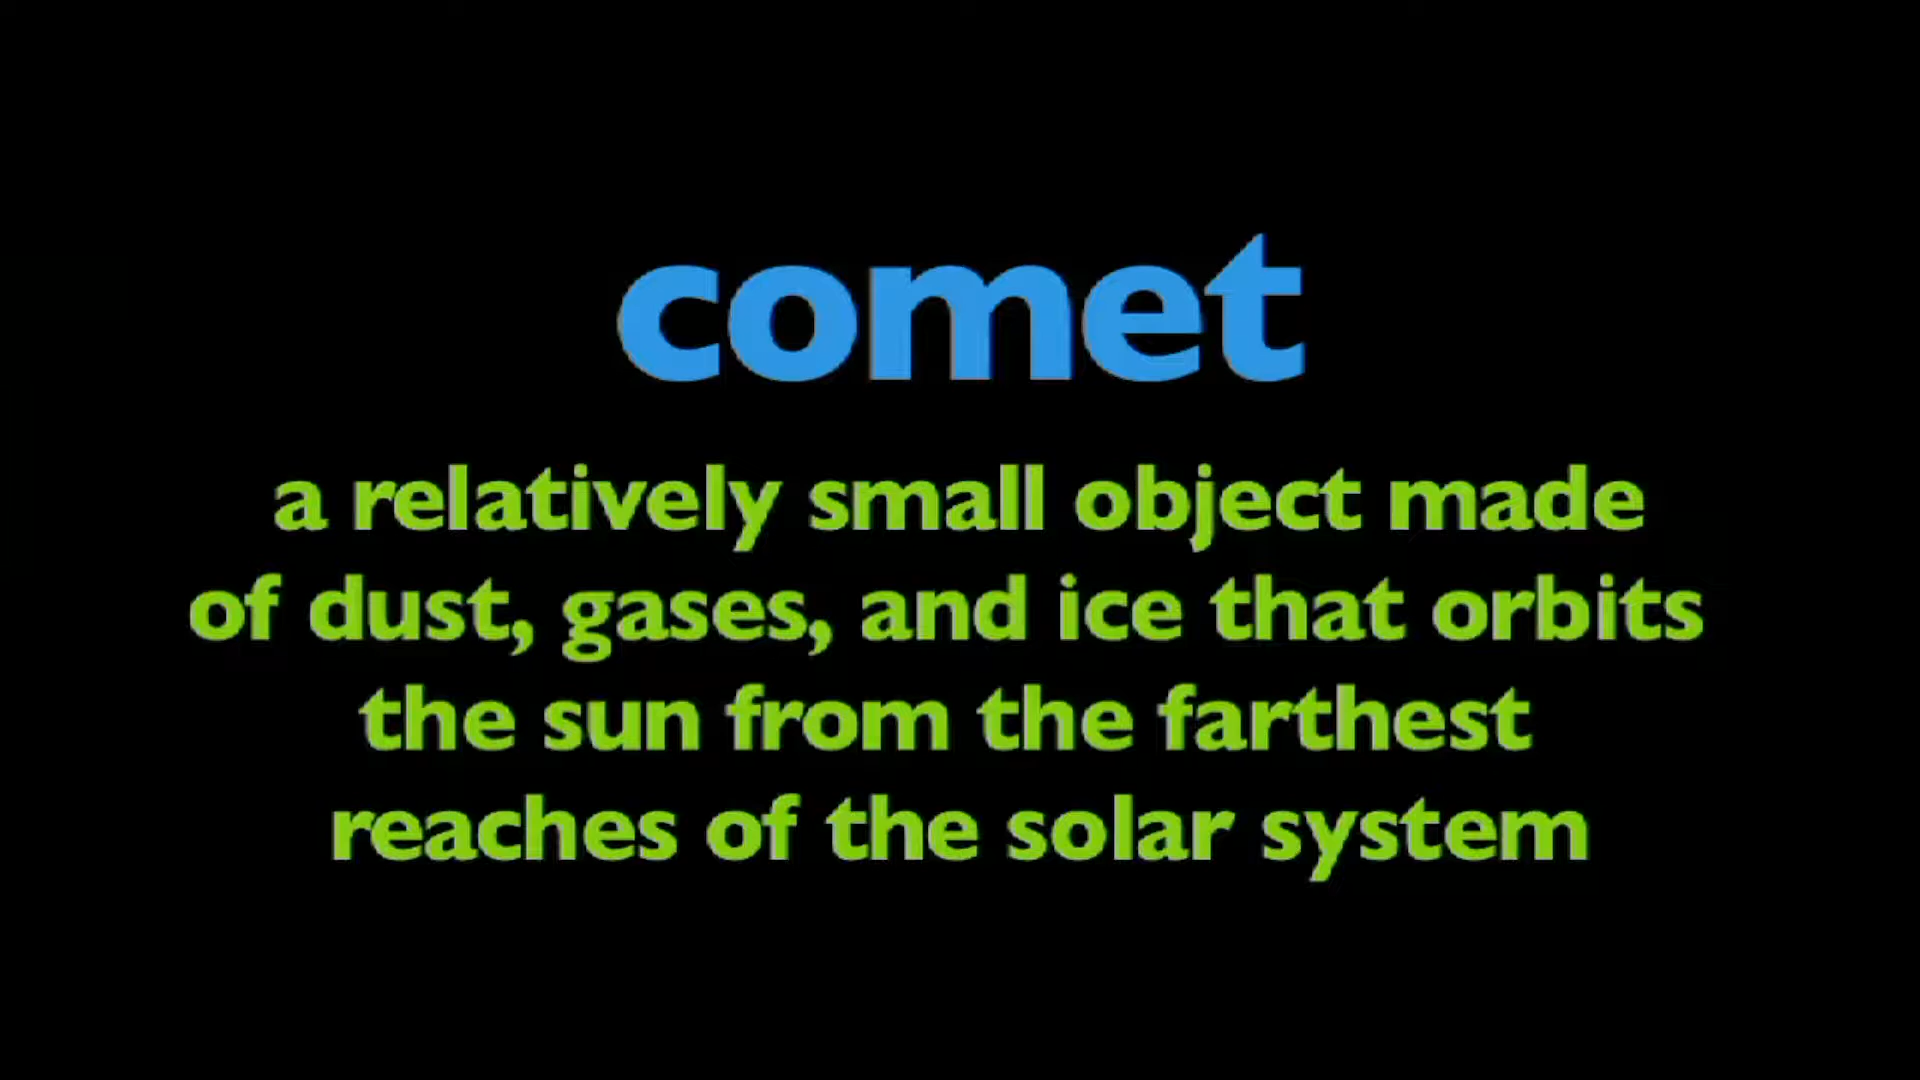 comet
a relatively small object made
of dust, gases, and ice that orbits
the sun from the farthest
reaches of the solar system